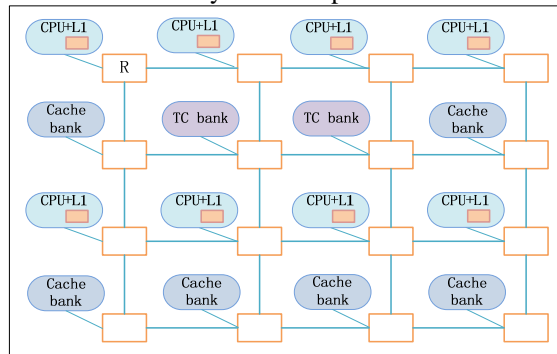 CPU+L1 CPU+L1 CPU+L1 CPU+L1
R
Cache bank TC bank TC bank Cache bank
CPU+L1 CPU+L1 CPU+L1 CPU+L1
Cache bank Cache bank Cache bank Cache bank